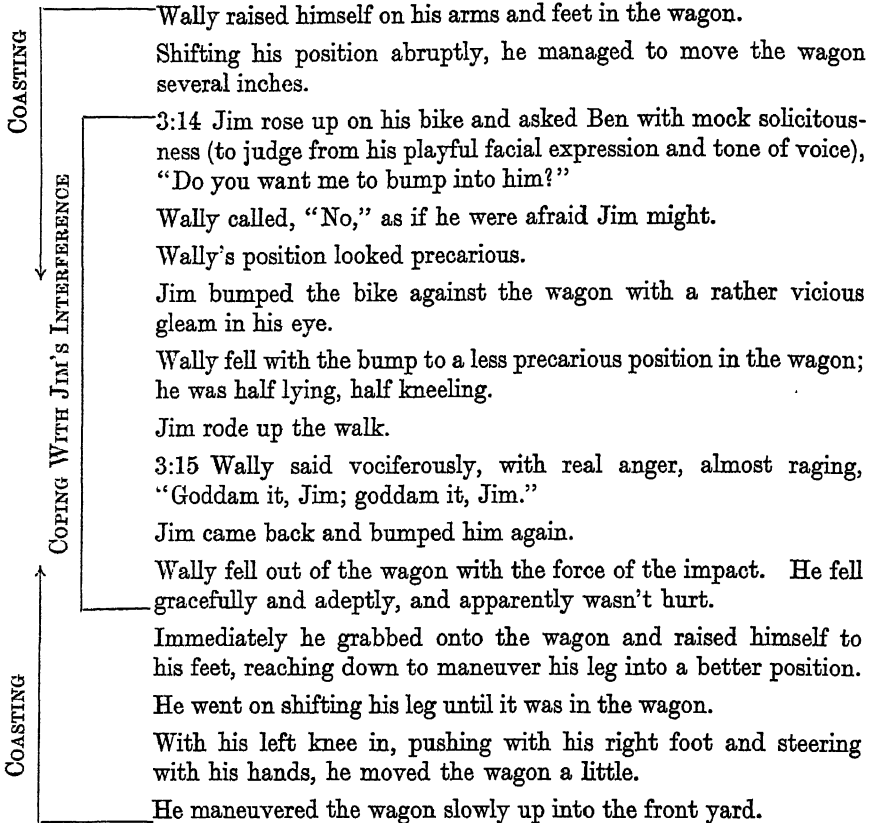 COASTING
COPING WITH JIM'S INTERFERENCE
COASTING
Wally raised himself on his arms and feet in the wagon.
Shifting his position abruptly, he managed to move the wagon
several inches.
3:14 Jim rose up on his bike and asked Ben with mock solicitous-
ness (to judge from his playful facial expression and tone of voice),
"Do you want me to bump into him?"
Wally called, "No," as if he were afraid Jim might.
Wally's position looked precarious.
Jim bumped the bike against the wagon with a rather vicious
gleam in his eye.
Wally fell with the bump to a less precarious position in the wagon;
he was half lying, half kneeling.
Jim rode up the walk.
3:15 Wally said vociferously, with real anger, almost raging,
"Goddam it, Jim; goddam it, Jim."
Jim came back and bumped him again.
Wally fell out of the wagon with the force of the impact. He fell
gracefully and adeptly, and apparently wasn't hurt.
Immediately he grabbed onto the wagon and raised himself to
his feet, reaching down to maneuver his leg into a better position.
He went on shifting his leg until it was in the wagon.
With his left knee in, pushing with his right foot and steering
with his hands, he moved the wagon a little.
He maneuvered the wagon slowly up into the front yard.